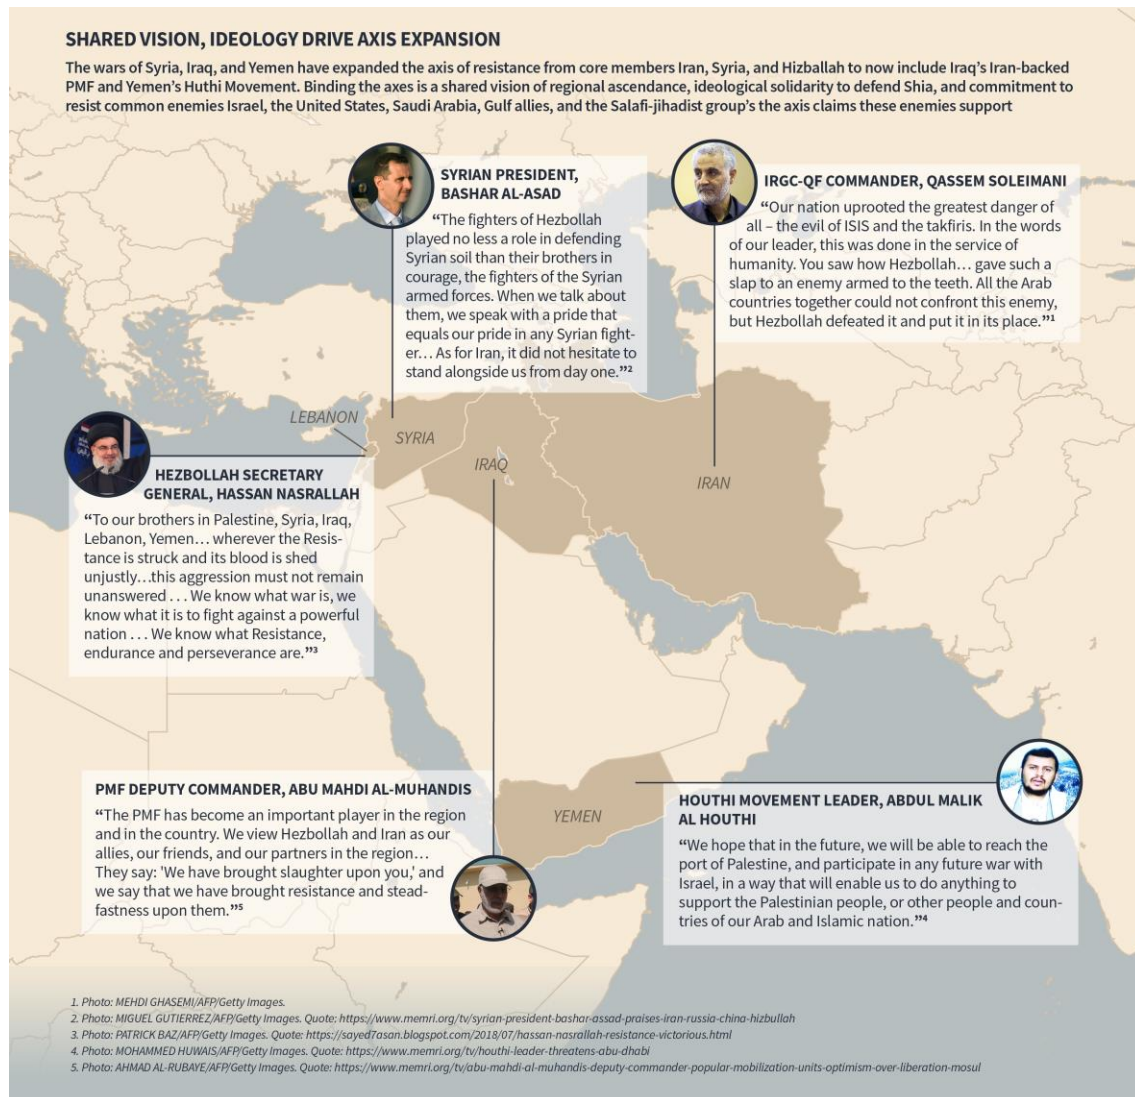 SHARED VISION, IDEOLOGY DRIVE AXIS EXPANSION
The wars of Syria, Iraq, and Yemen have expanded the axis of resistance from core members Iran, Syria, and Hizballah to now include Iraq's Iran-backed
PMF and Yemen's Huthi Movement. Binding the axes is a shared vision of regional ascendance, ideological solidarity to defend Shia, and commitment to
resist common enemies Israel, the United States, Saudi Arabia, Gulf allies, and the Salafi-jihadist group's the axis claims these enemies support
SYRIAN PRESIDENT,
BASHAR AL-ASAD
“The fighters of Hezbollah
played no less a role in defending
Syrian soil than their brothers in
courage, the fighters of the Syrian
armed forces. When we talk about
them, we speak with a pride that
equals our pride in any Syrian fight-
er… As for Iran, it did not hesitate to
stand alongside us from day one.”2
IRGC-QF COMMANDER, QASSEM SOLEIMANI
“Our nation uprooted the greatest danger of
all – the evil of ISIS and the takfiris. In the words
of our leader, this was done in the service of
humanity. You saw how Hezbollah… gave such a
slap to an enemy armed to the teeth. All the Arab
countries together could not confront this enemy,
but Hezbollah defeated it and put it in its place.”1
LEBANON
SYRIA
IRAQ
IRAN
HEZBOLLAH SECRETARY
GENERAL, HASSAN NASRALLAH
“To our brothers in Palestine, Syria, Iraq,
Lebanon, Yemen… wherever the Resis-
tance is struck and its blood is shed
unjustly…this aggression must not remain
unanswered . . . We know what war is, we
know what it is to fight against a powerful
nation . . . We know what Resistance,
endurance and perseverance are.”3
PMF DEPUTY COMMANDER, ABU MAHDI AL-MUHANDIS
“The PMF has become an important player in the region
and in the country. We view Hezbollah and Iran as our
allies, our friends, and our partners in the region…
They say: 'We have brought slaughter upon you,' and
we say that we have brought resistance and stead-
fastness upon them.”5
YEMEN
HOUTHI MOVEMENT LEADER, ABDUL MALIK
AL HOUTHI
“We hope that in the future, we will be able to reach the
port of Palestine, and participate in any future war with
Israel, in a way that will enable us to do anything to
support the Palestinian people, or other people and coun-
tries of our Arab and Islamic nation.”4
1. Photo: MEHDI GHASEMI/AFP/Getty Images.
2. Photo: MIGUEL GUTIERREZ/AFP/Getty Images. Quote: https://www.memri.org/tv/syrian-president-bashar-assad-praises-iran-russia-china-hizbullah
3. Photo: PATRICK BAZ/AFP/Getty Images. Quote: https://sayed7asan.blogspot.com/2018/07/hassan-nasrallah-resistance-victorious.html
4. Photo: MOHAMMED HUWAIS/AFP/Getty Images. Quote: https://www.memri.org/tv/houthi-leader-threatens-abu-dhabi
5. Photo: AHMAD AL-RUBAYE/AFP/Getty Images. Quote: https://www.memri.org/tv/abu-mahdi-al-muhandis-deputy-commander-popular-mobilization-units-optimism-over-liberation-mosul